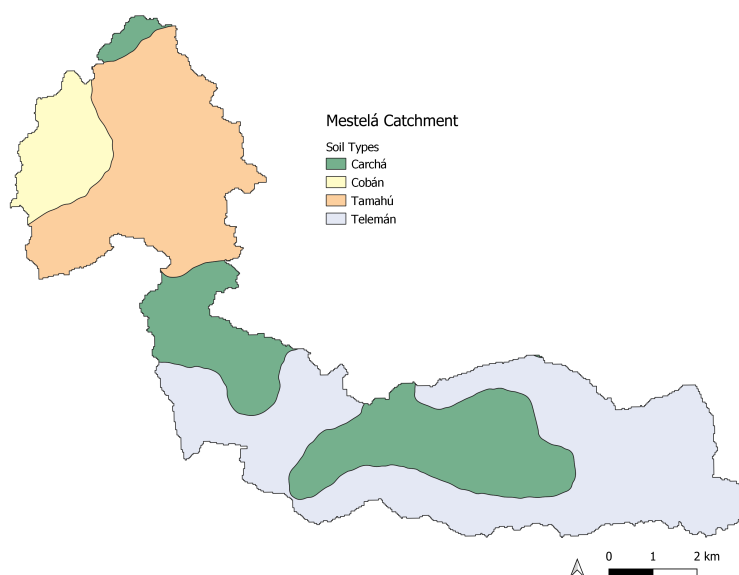 Mestelá Catchment
Soil Types
Carchá
Cobán
Tamahú
Telemán
0 1 2 km